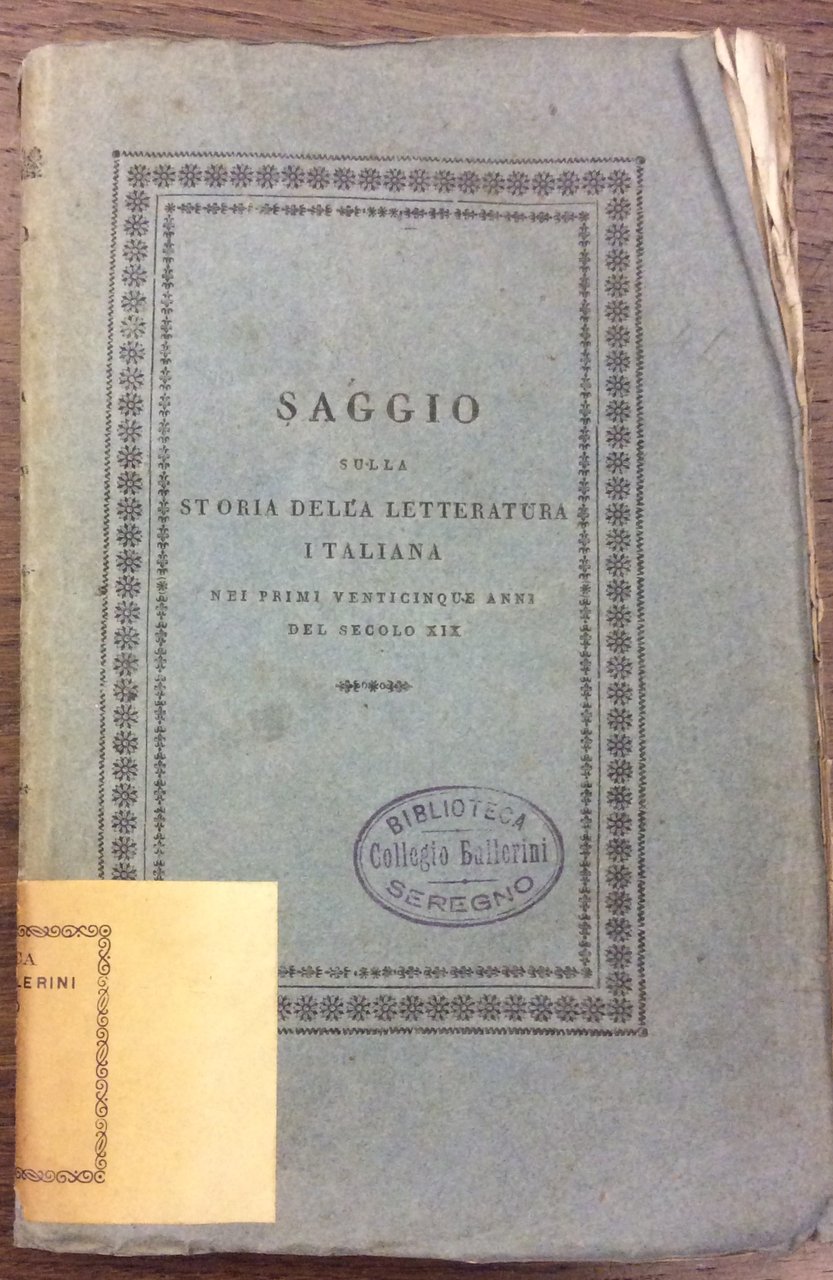 SAGGIO
SULLA
STORIA DELLA LETTERATURA
ITALIANA
NEI PRIMI VENTICINQUE ANNI
DEL SECOLO XIX
BIBLIOTECA
Collegio Ballerini
SEREGNO
CA
LERINI